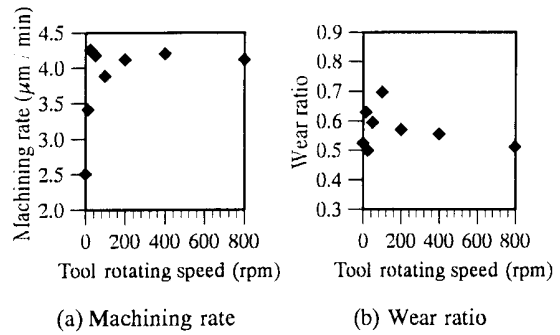 Machining rate (μm / min)
4.5
4.0
3.5
3.0
2.5
2.0
0 200 400 600 800
Tool rotating speed (rpm)
(a) Machining rate
Wear ratio
0.9
0.8
0.7
0.6
0.5
0.4
0.3
0 200 400 600 800
Tool rotating speed (rpm)
(b) Wear ratio